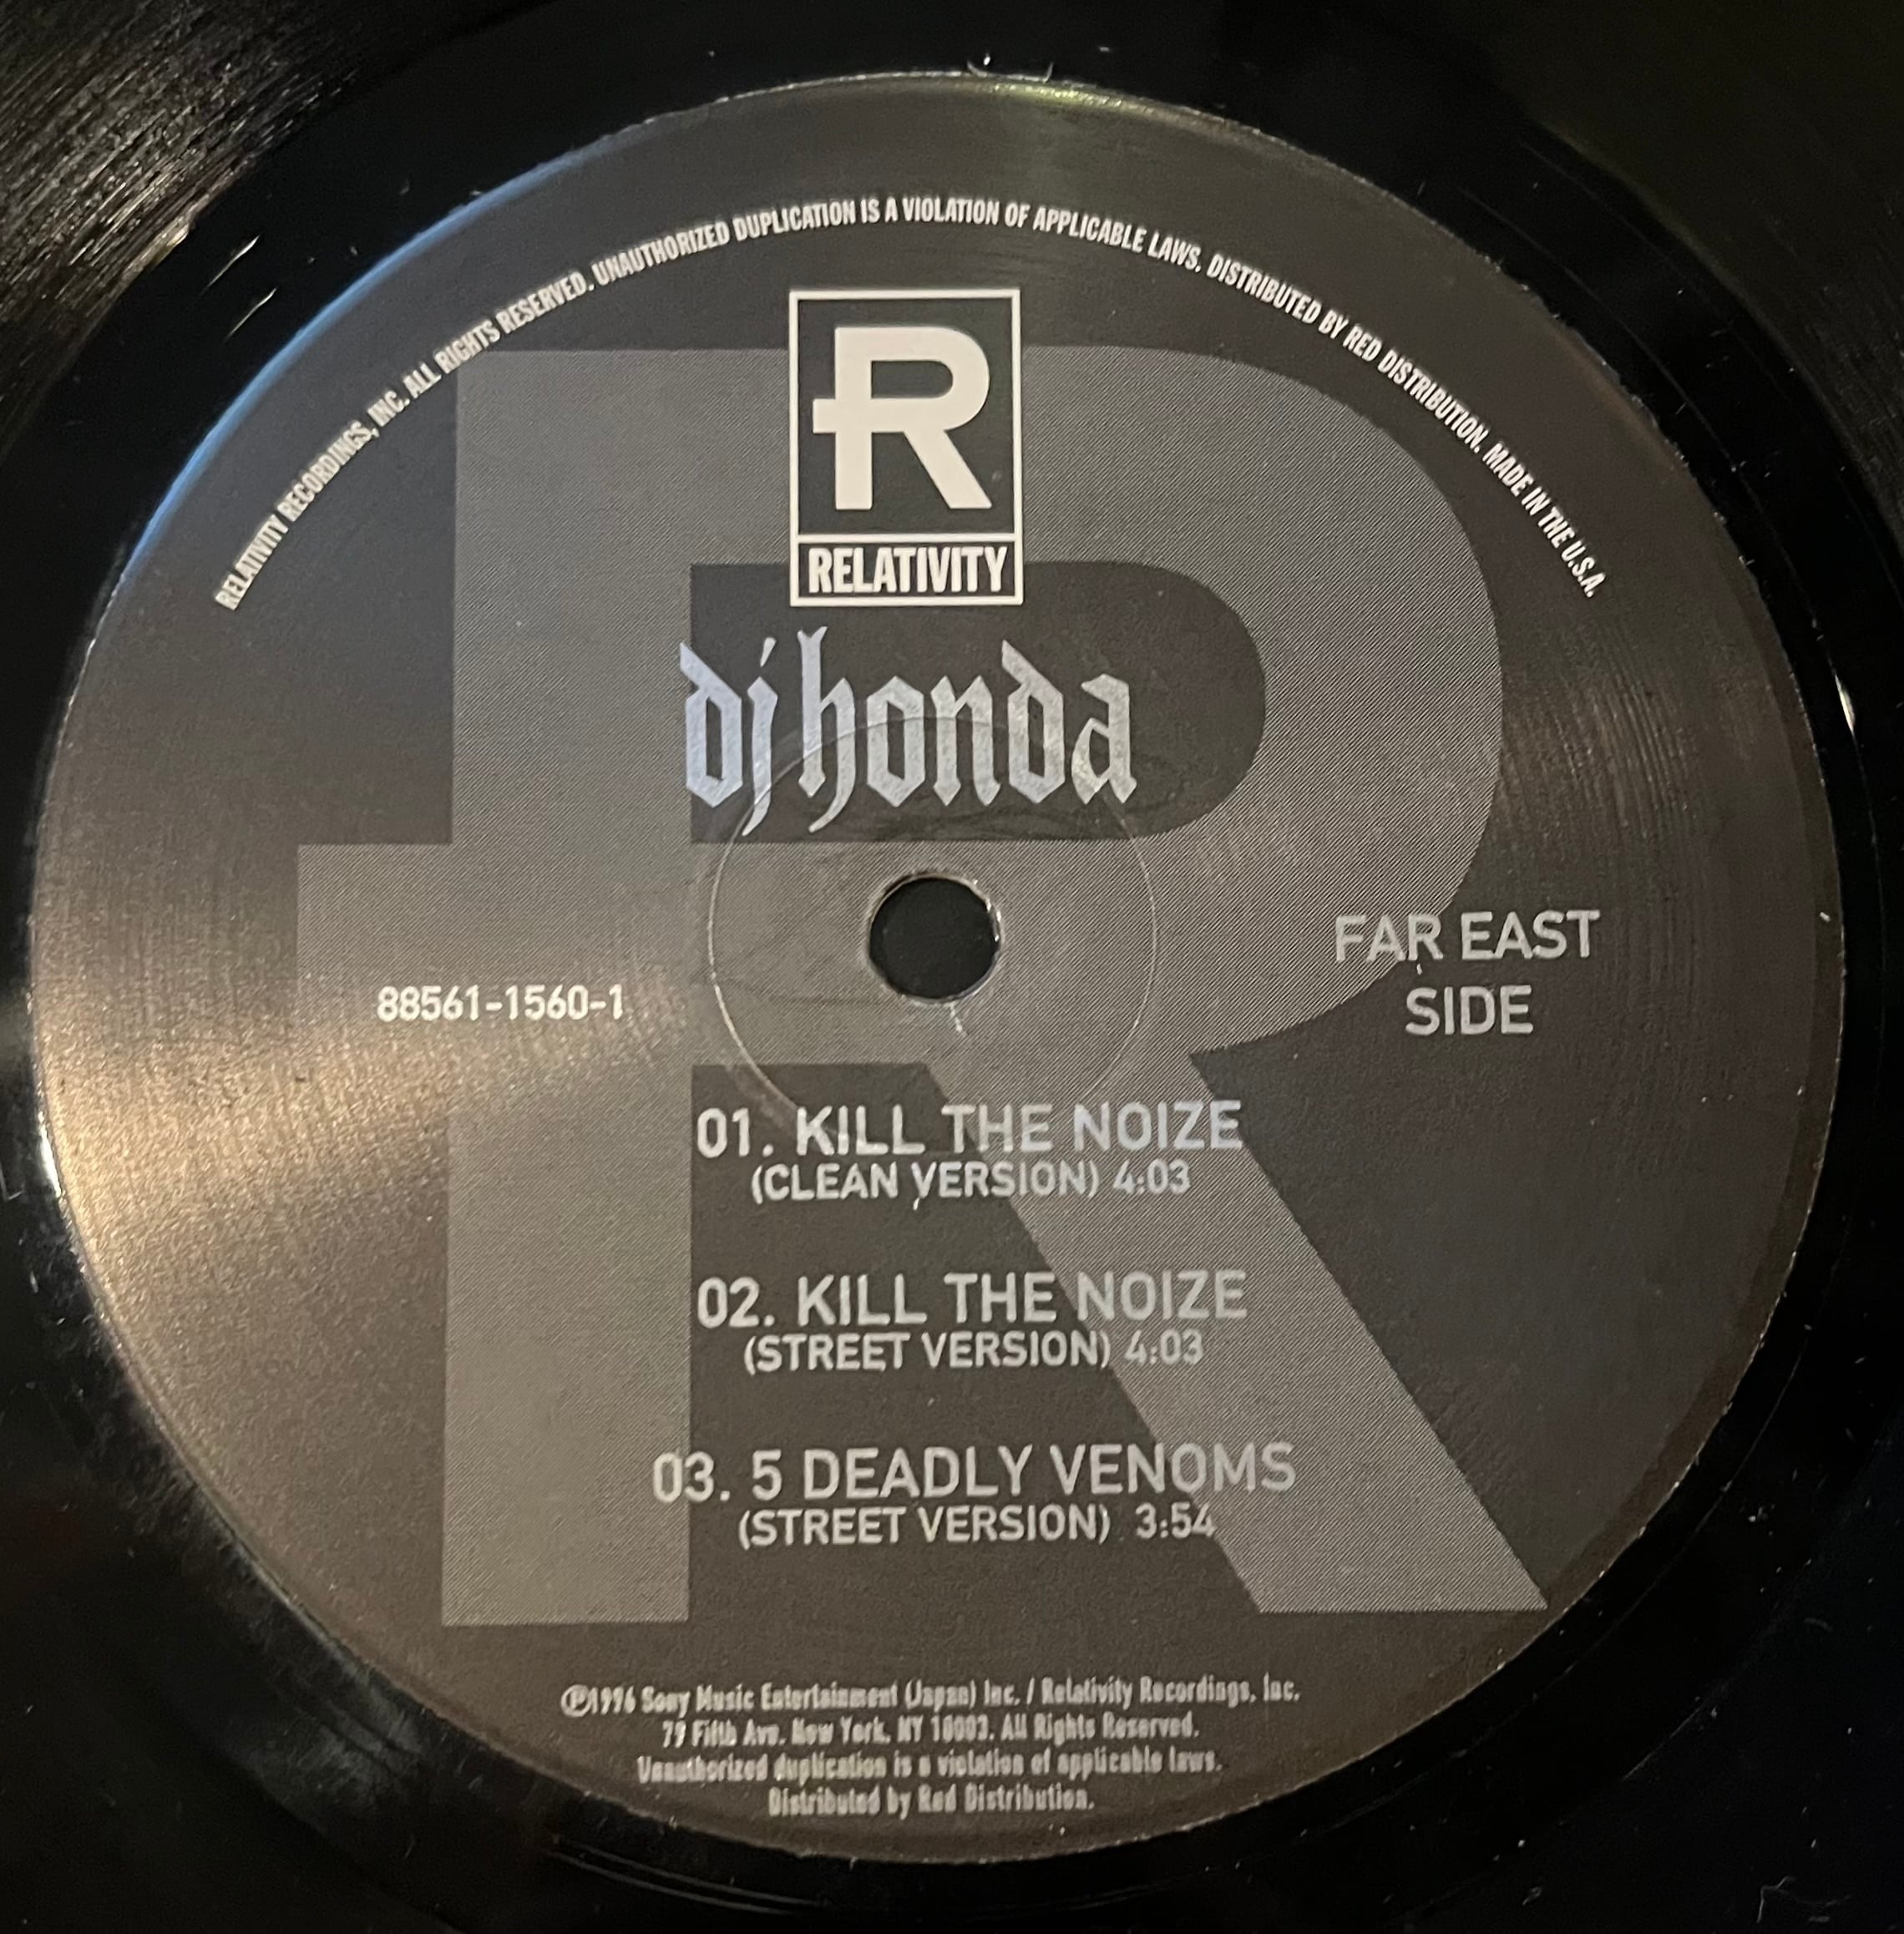 RELATIVITY RECORDINGS, INC. ALL RIGHTS RESERVED. UNAUTHORIZED DUPLICATION IS A VIOLATION OF APPLICABLE LAWS. DISTRIBUTED BY RED DISTRIBUTION. MADE IN THE U.S.A.
R
RELATIVITY
dj honda
FAR EAST
SIDE
88561-1560-1
01. KILL THE NOIZE
(CLEAN VERSION) 4:03
02. KILL THE NOIZE
(STREET VERSION) 4:03
03. 5 DEADLY VENOMS
(STREET VERSION) 3:54
℗1996 Sony Music Entertainment (Japan) Inc. / Relativity Recordings, Inc.
79 Fifth Ave. New York, NY 10003. All Rights Reserved.
Unauthorized duplication is a violation of applicable laws.
Distributed by Red Distribution.